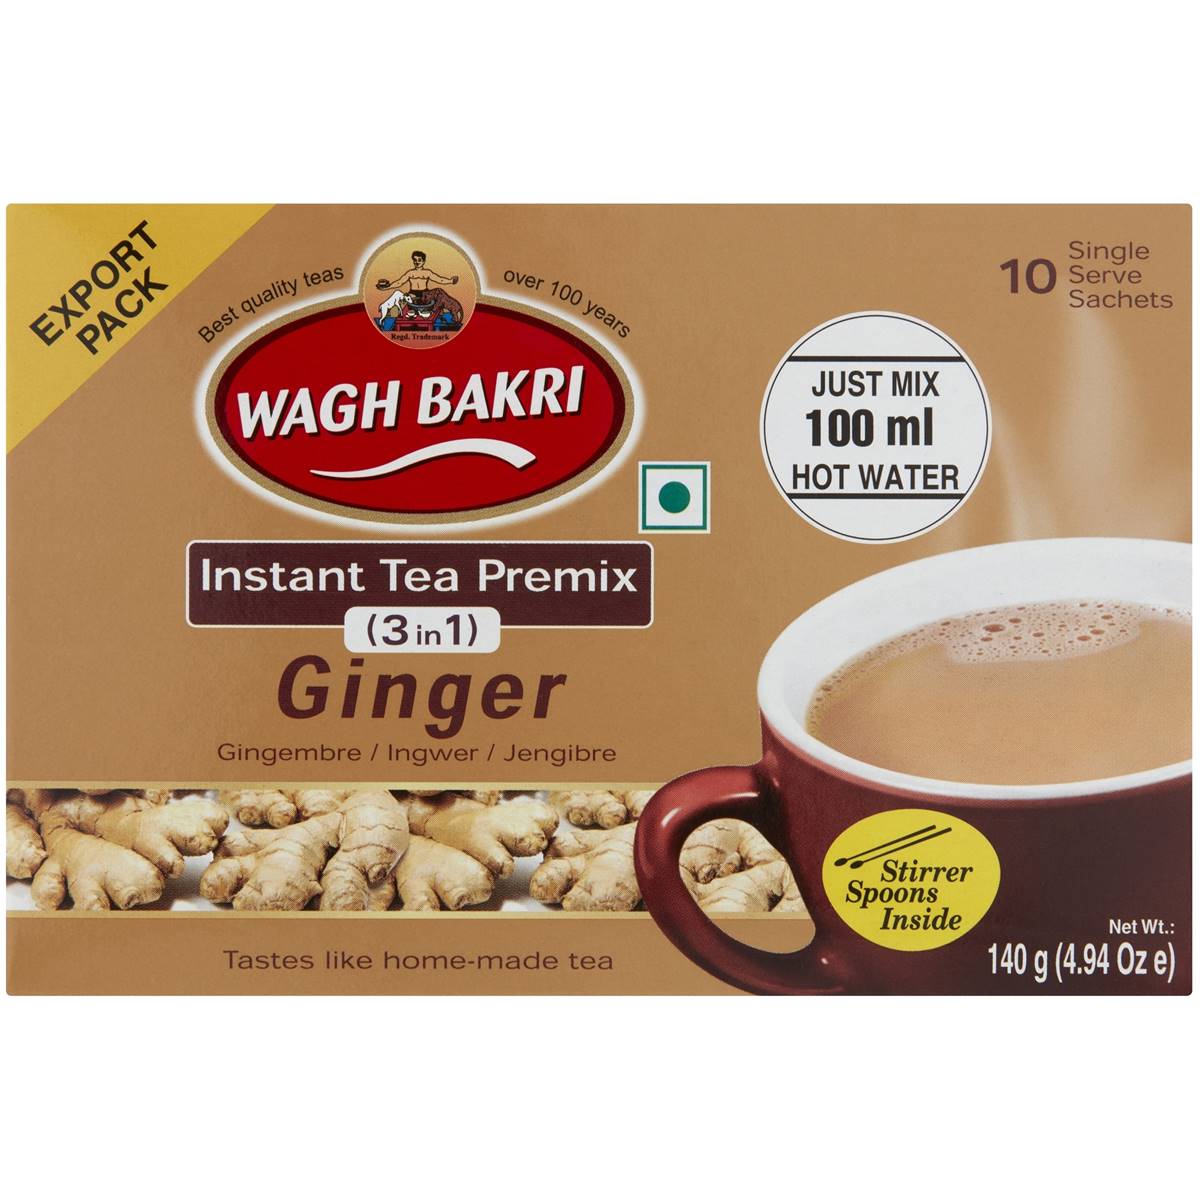 EXPORT
PACK
Best quality teas
over 100 years
Regd. Trademark
WAGH BAKRI
10 Single
Serve
Sachets
JUST MIX
100 ml
HOT WATER
Instant Tea Premix
(3 in 1)
Ginger
Gingembre / Ingwer / Jengibre
Stirrer
Spoons
Inside
Tastes like home-made tea
Net Wt.:
140 g (4.94 Oz e)